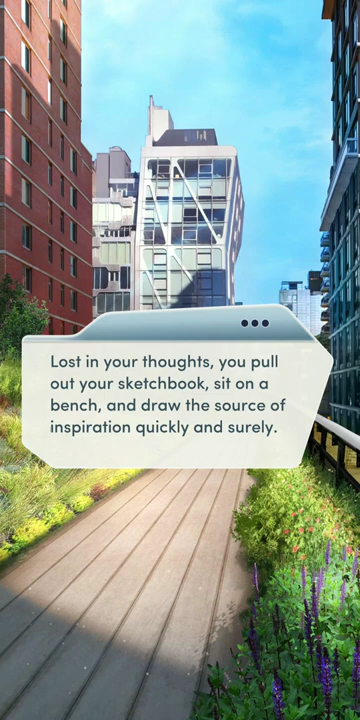 Lost in your thoughts, you pull
out your sketchbook, sit on a
bench, and draw the source of
inspiration quickly and surely.